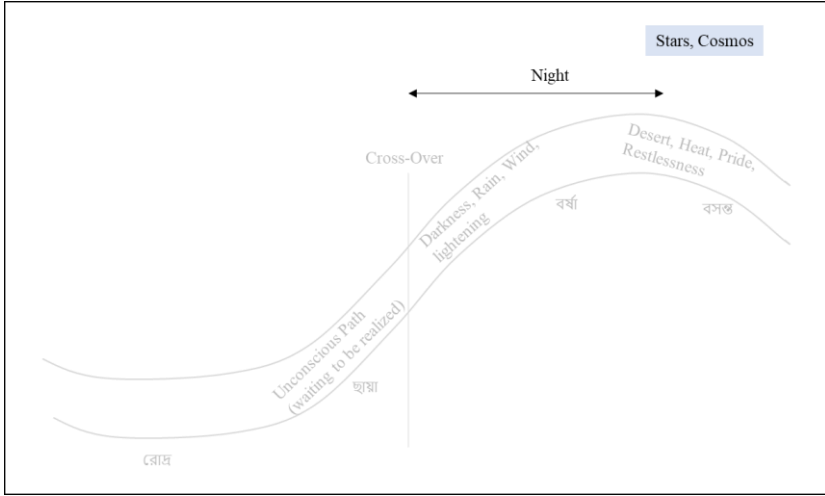 Stars, Cosmos
Night
Cross-Over
Darkness, Rain, Wind,
lightening
Desert, Heat, Pride,
Restlessness
বর্ষা
বসন্ত
Unconscious Path
(waiting to be realized)
ছায়া
রোদ্র